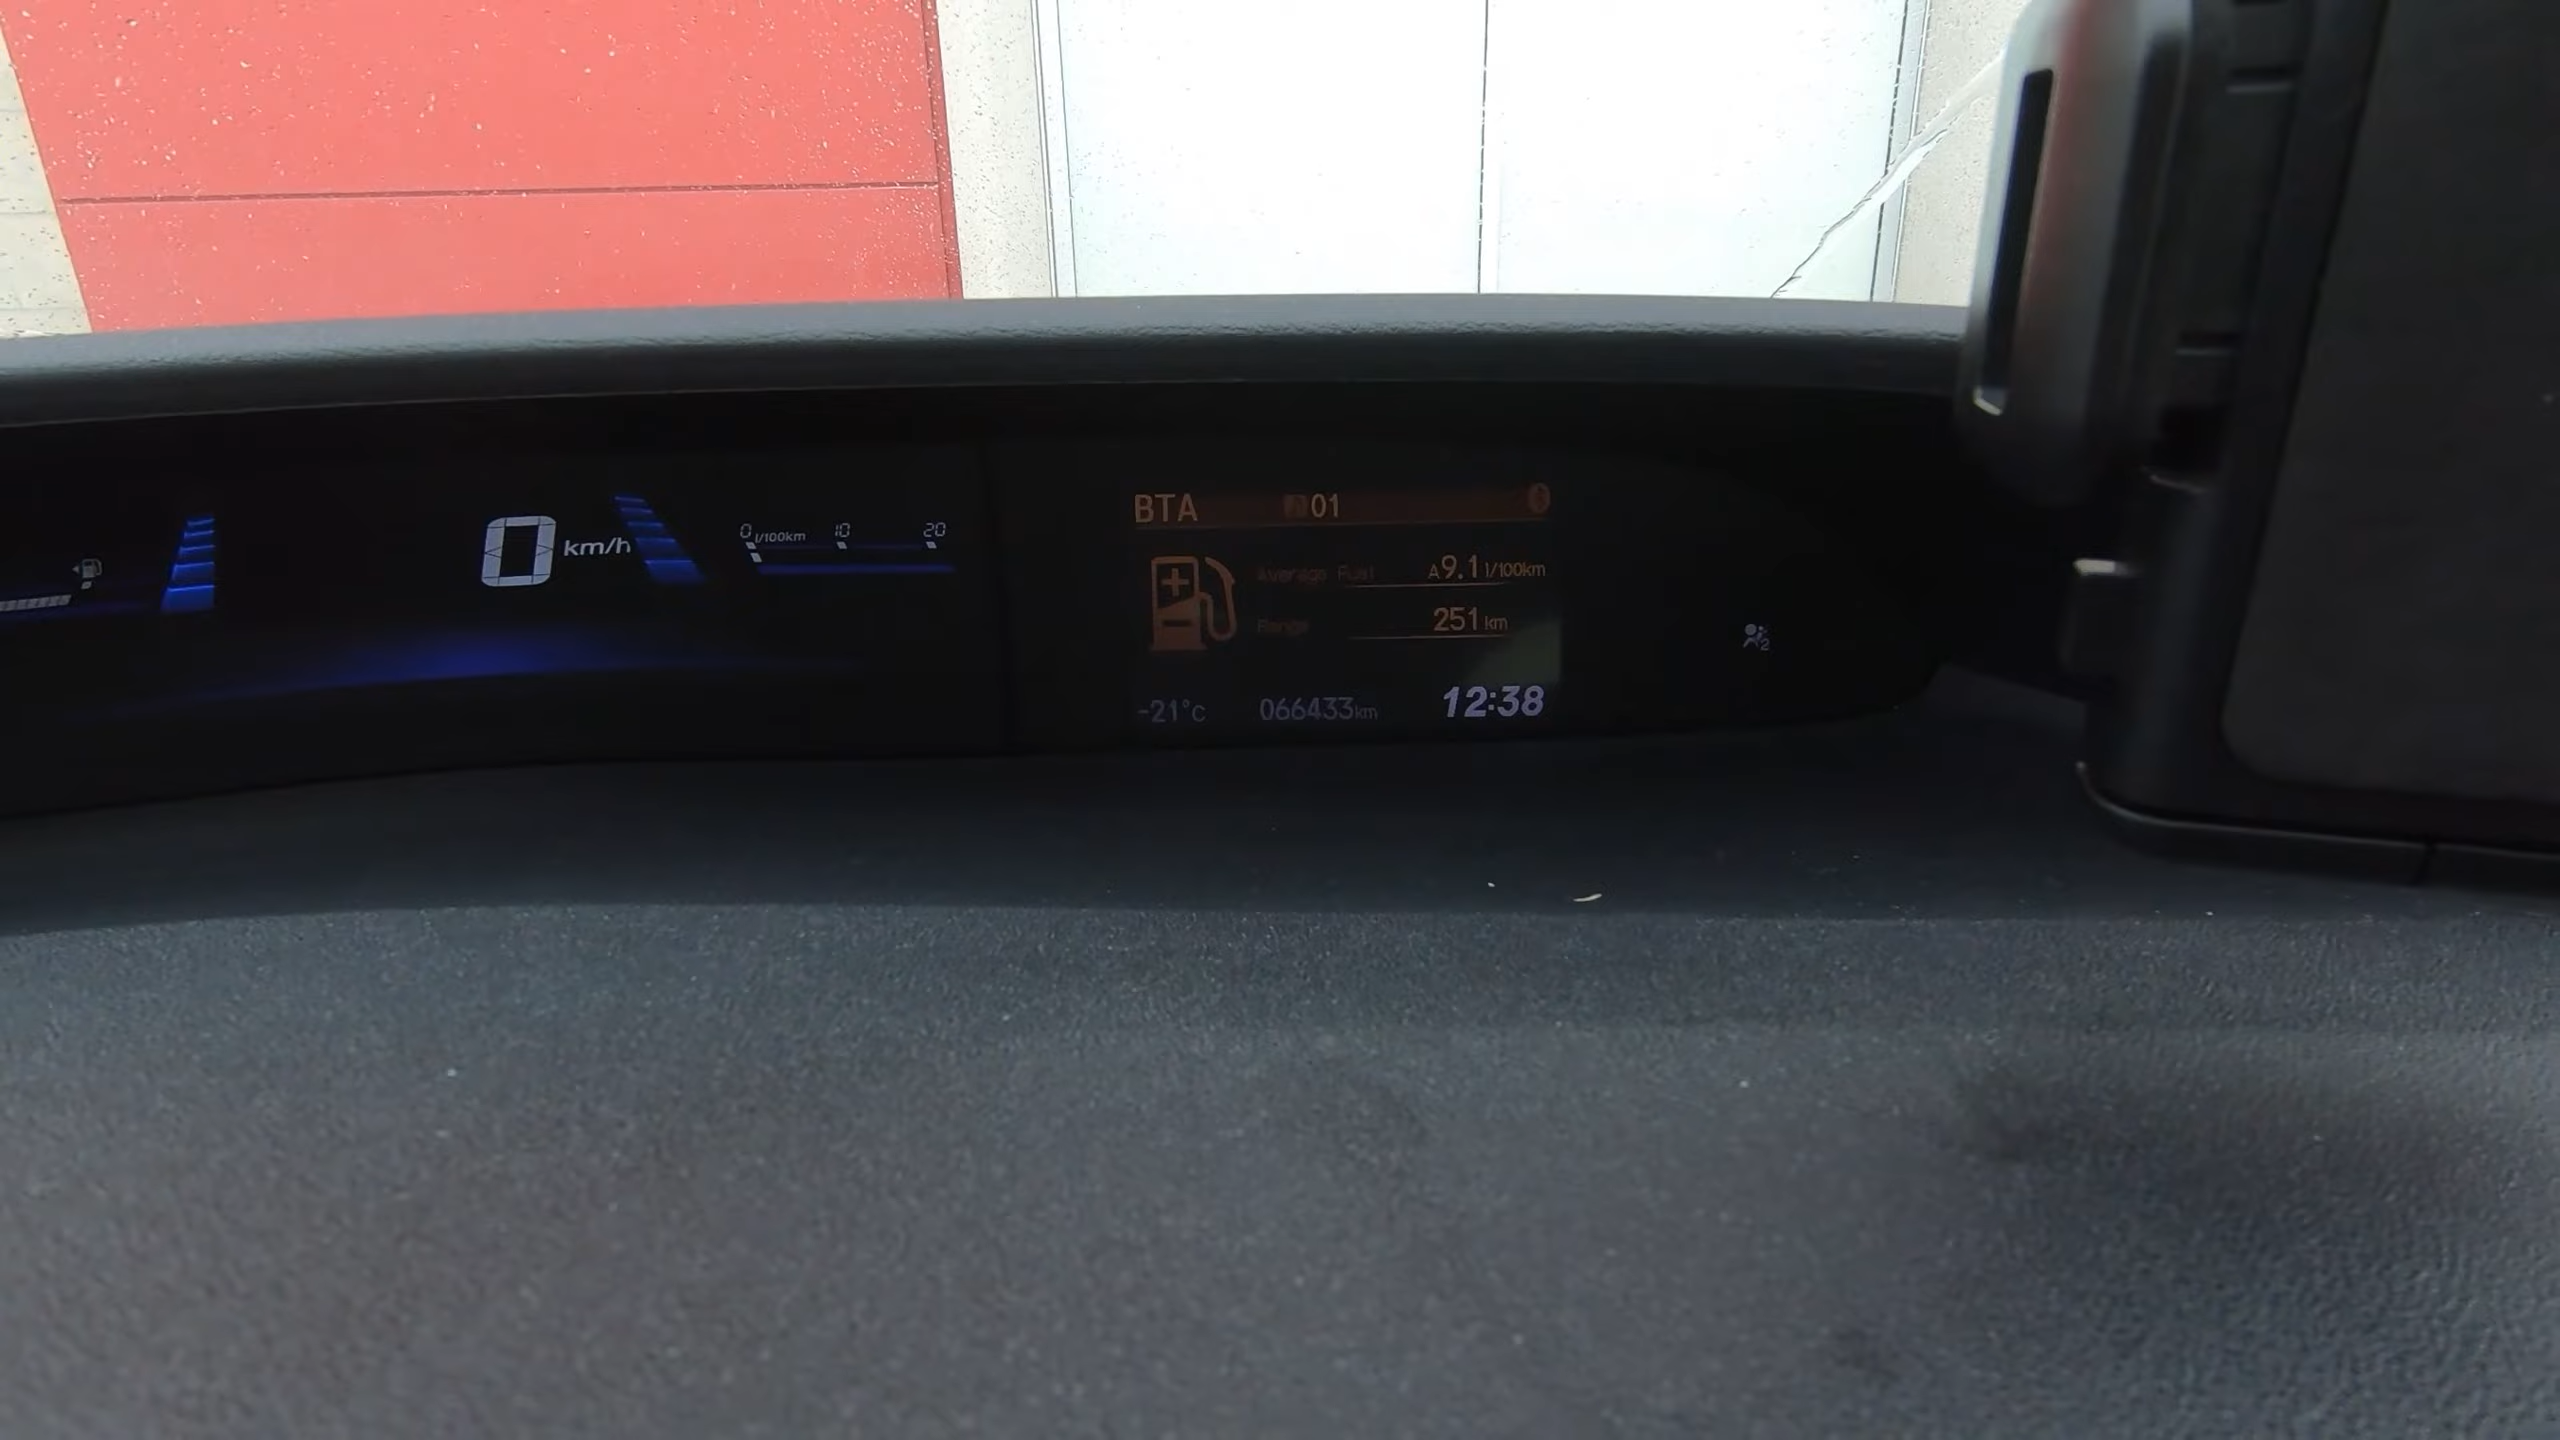 0 km/h
0 l/100km 10 20
BTA 01
Average Fuel A9.1 l/100km
Range 251 km
-21°C 066433km 12:38
2